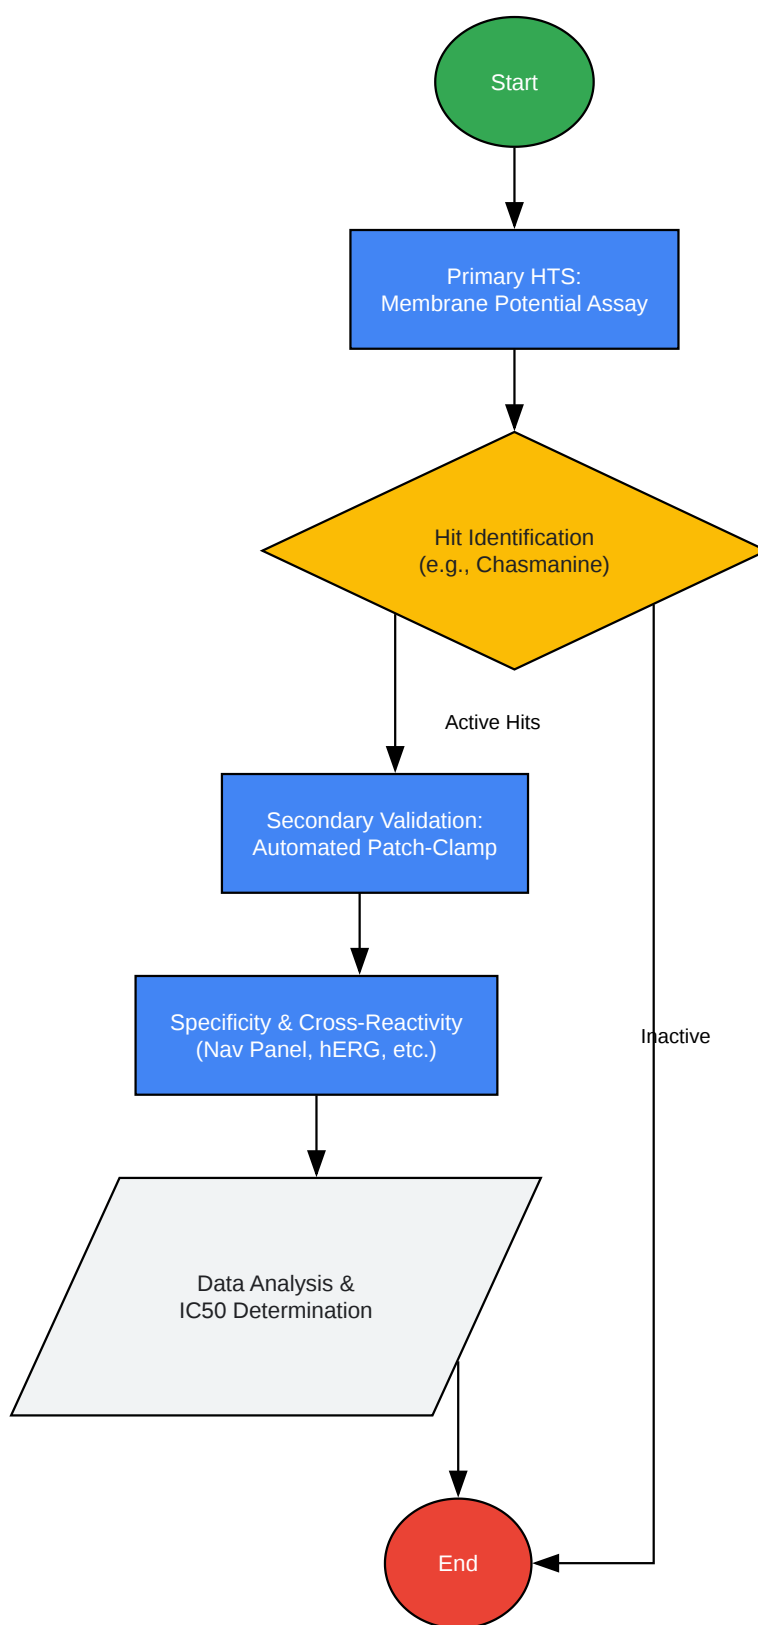 Start
Primary HTS:
Membrane Potential Assay
Hit Identification
(e.g., Chasmanine)
Active Hits
Secondary Validation:
Automated Patch-Clamp
Specificity & Cross-Reactivity
(Nav Panel, hERG, etc.)
Inactive
Data Analysis &
IC50 Determination
End